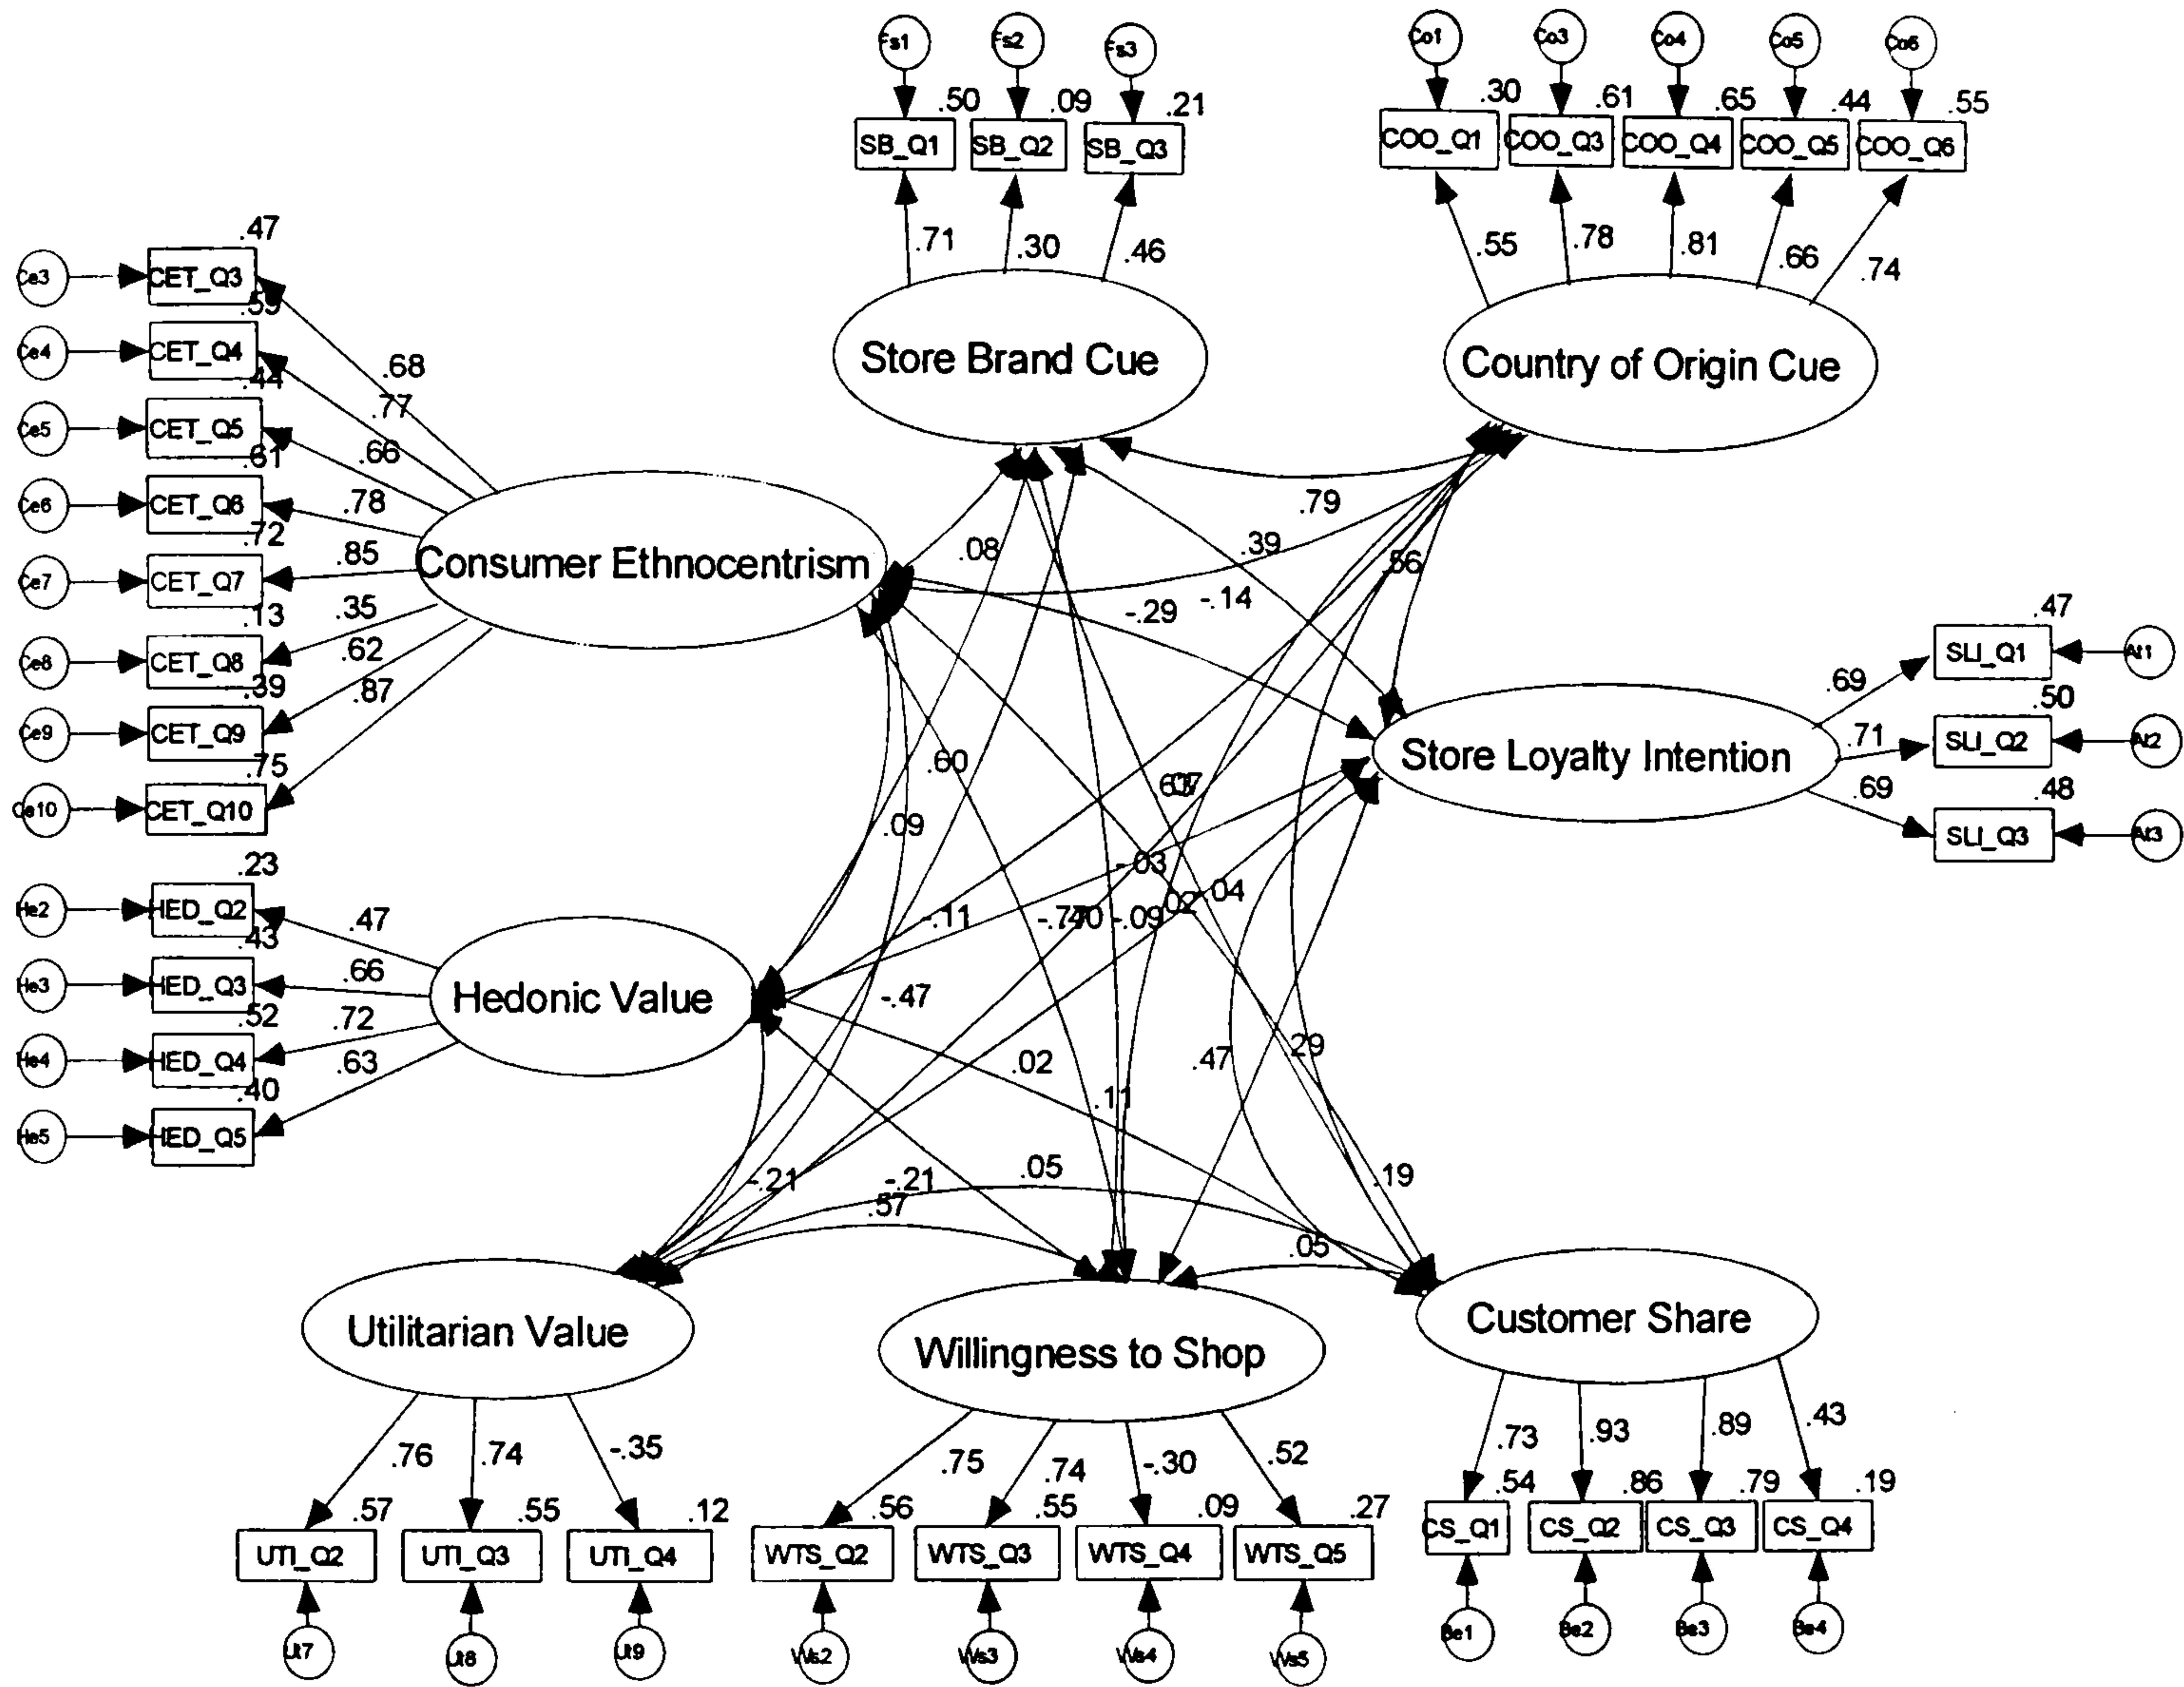 Fs1 Fs2 Fs3
.50 .09 .21
SB_Q1 SB_Q2 SB_Q3
.71 .30 .46
Store Brand Cue
Co1 Co3 Co4 Co5 Co6
.30 .61 .65 .44 .55
COO_Q1 COO_Q3 COO_Q4 COO_Q5 COO_Q6
.55 .78 .81 .66 .74
Country of Origin Cue
.47
Ce3 CET_Q3
.59
.68
Ce4 CET_Q4
.44
.77
Ce5 CET_Q5
.61
.66
Ce6 CET_Q6 .78
.72
Ce7 CET_Q7 .85
.13 .35
Ce8 CET_Q8 .62
.39 .87
Ce9 CET_Q9
.75
Ce10 CET_Q10
Consumer Ethnocentrism
.23
He2 HED_Q2 .47
.43
He3 HED_Q3 .66
.52 .72
He4 HED_Q4 .63
.40
He5 HED_Q5
Hedonic Value
.79
.08 .39 .56
-.29 -.14
.60
.09
-.03
.02 .04
-.11 -.09
-.47
.02 .47 .29
.11
-.21 -.21 .05 .19
.57
.05
Store Loyalty Intention
.47
.69 SLI_Q1 At1
.50
.71 SLI_Q2 At2
.48
.69 SLI_Q3 At3
Utilitarian Value
.76 .74 -.35
.57 .55 .12
UTI_Q2 UTI_Q3 UTI_Q4
Ut7 Ut8 Ut9
Willingness to Shop
.75 .74 -.30 .52
.56 .55 .09 .27
WTS_Q2 WTS_Q3 WTS_Q4 WTS_Q5
Ws2 Ws3 Ws4 Ws5
Customer Share
.73 .93 .89 .43
.54 .86 .79 .19
CS_Q1 CS_Q2 CS_Q3 CS_Q4
Be1 Be2 Be3 Be4